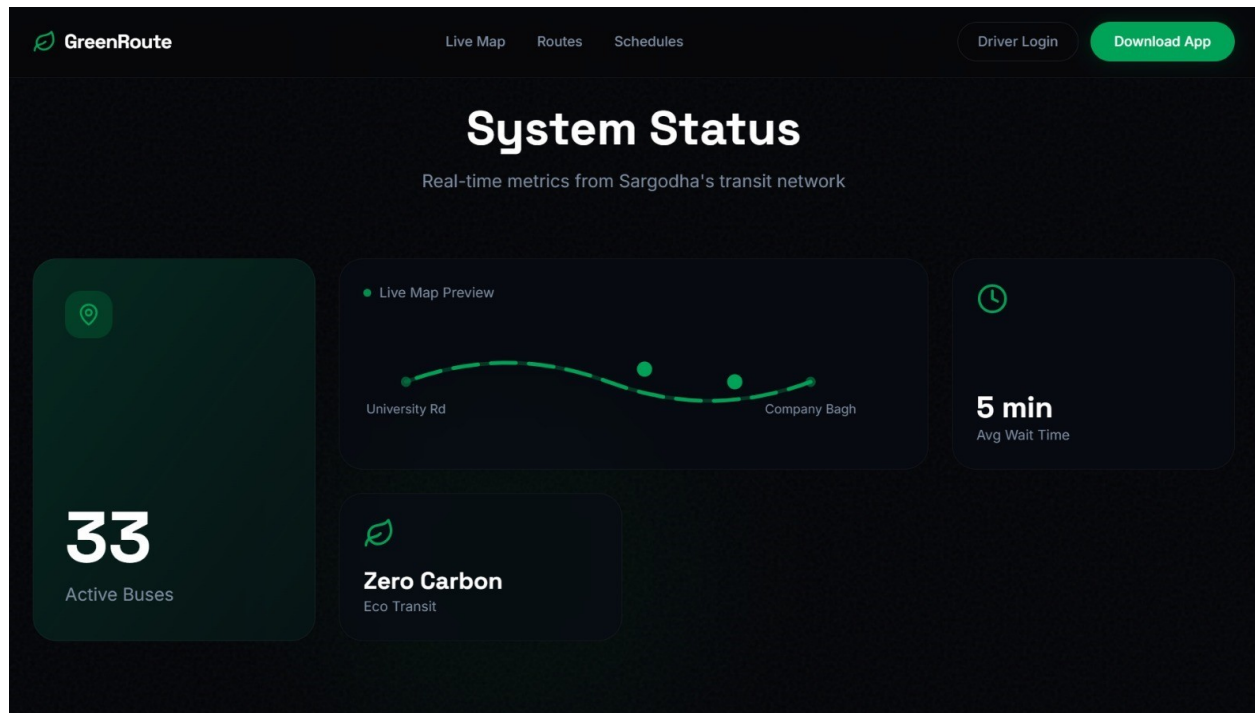 GreenRoute
Live Map
Routes
Schedules
Driver Login
Download App
System Status
Real-time metrics from Sargodha's transit network
33
Active Buses
Live Map Preview
University Rd
Company Bagh
5 min
Avg Wait Time
Zero Carbon
Eco Transit